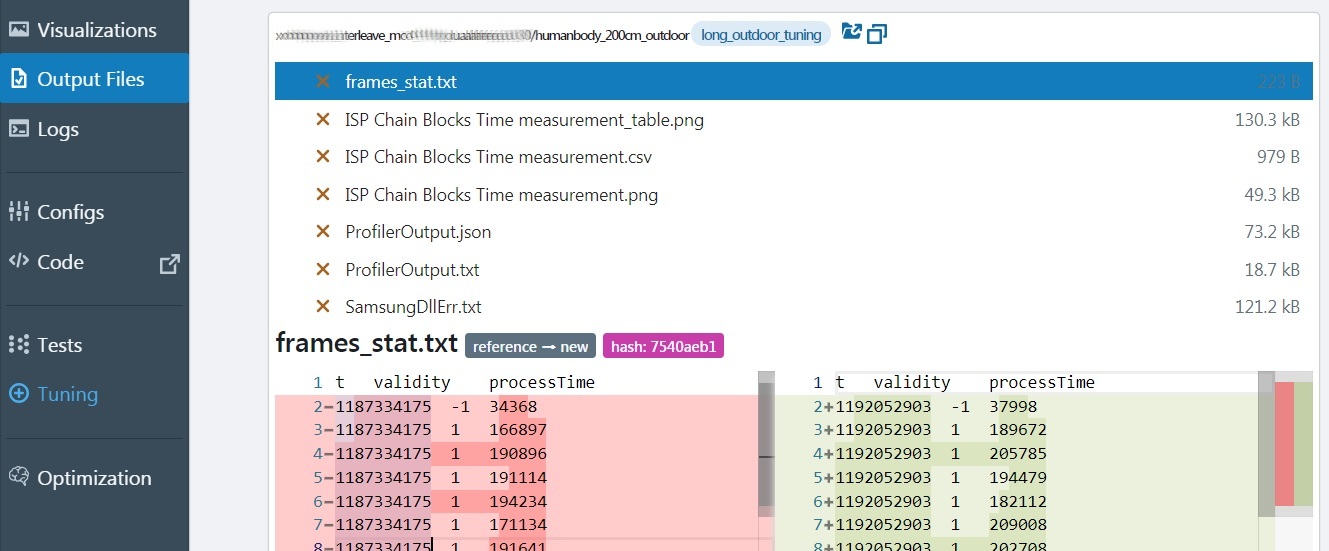 Visualizations
Output Files
Logs
Configs
Code
Tests
Tuning
Optimization
/humanbody_200cm_outdoor long_outdoor_tuning
frames_stat.txt 223 B
ISP Chain Blocks Time measurement_table.png 130.3 kB
ISP Chain Blocks Time measurement.csv 979 B
ISP Chain Blocks Time measurement.png 49.3 kB
ProfilerOutput.json 73.2 kB
ProfilerOutput.txt 18.7 kB
SamsungDllErr.txt 121.2 kB
frames_stat.txt reference → new hash: 7540aeb1
1 t validity processTime
2-1187334175 -1 34368
3-1187334175 1 166897
4-1187334175 1 190896
5-1187334175 1 191114
6-1187334175 1 194234
7-1187334175 1 171134
8-1187334175 1 191641
1 t validity processTime
2+1192052903 -1 37998
3+1192052903 1 189672
4+1192052903 1 205785
5+1192052903 1 194479
6+1192052903 1 182112
7+1192052903 1 209008
8+1192052903 1 202708